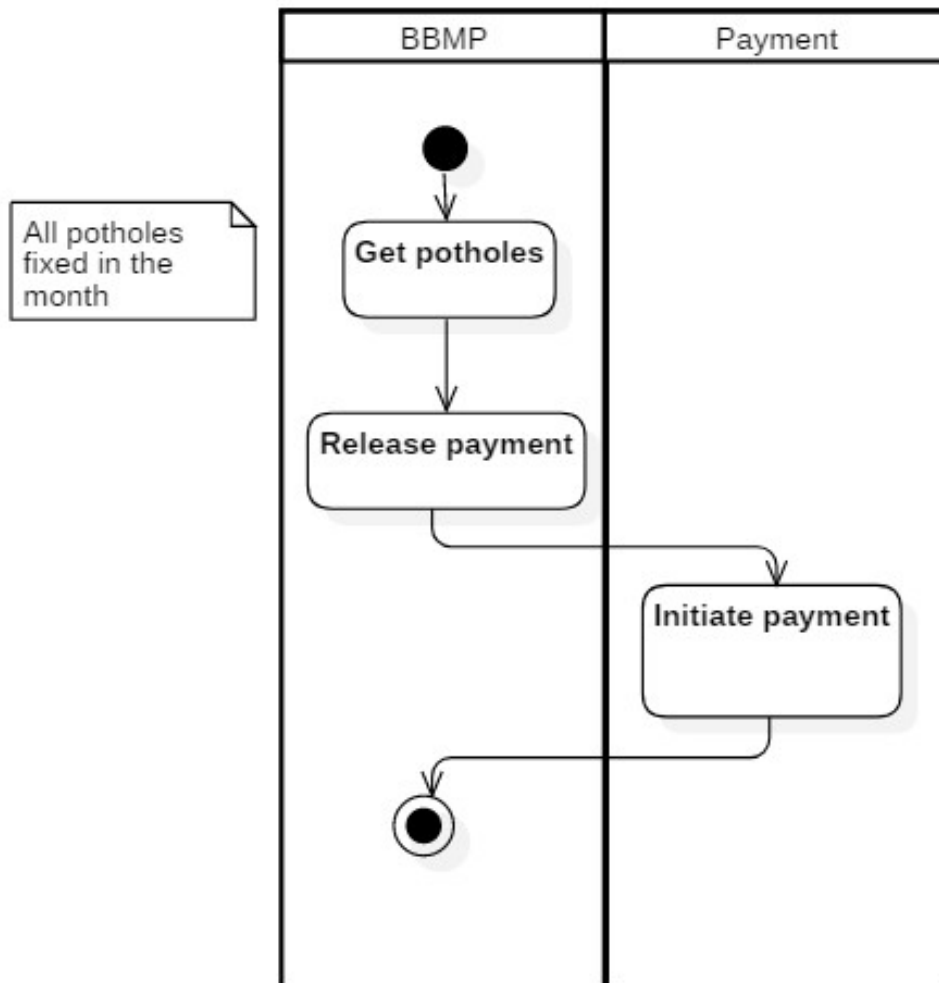 BBMP
Payment
All potholes
fixed in the
month
Get potholes
Release payment
Initiate payment